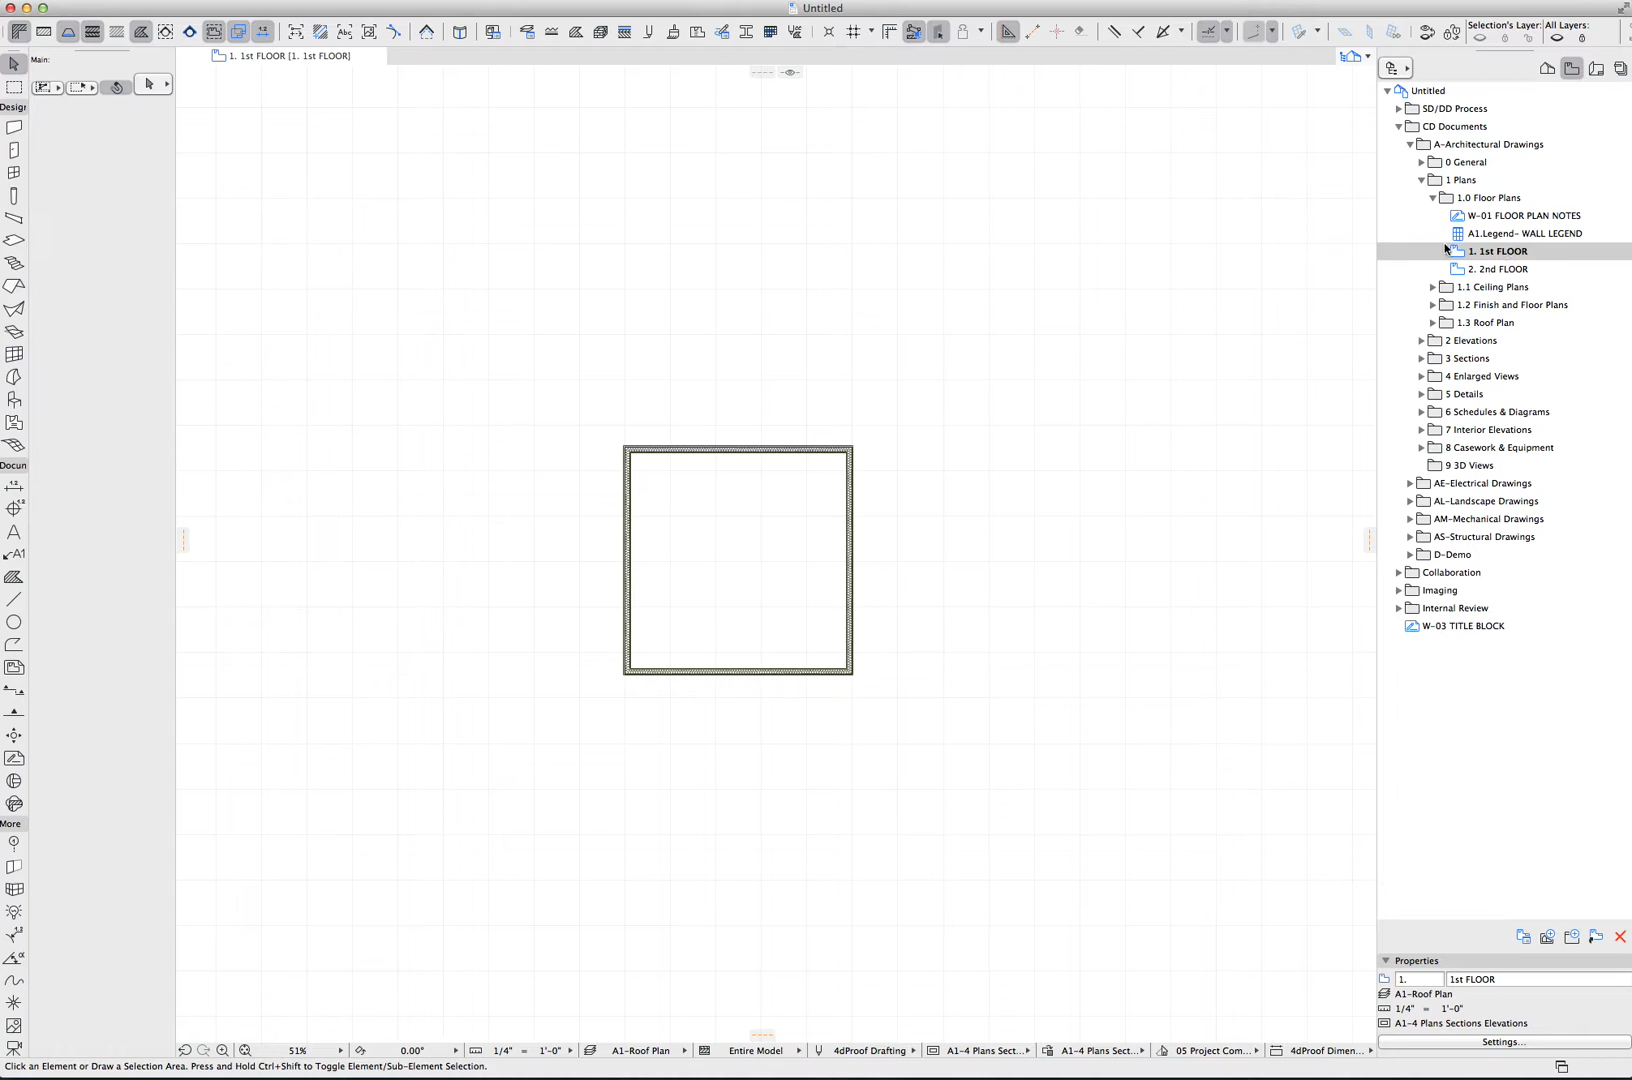 Untitled
Selection's Layer:
All Layers:
Main:
1. 1st FLOOR [1. 1st FLOOR]
Design
Docun
More
Untitled
SD/DD Process
CD Documents
A-Architectural Drawings
0 General
1 Plans
1.0 Floor Plans
W-01 FLOOR PLAN NOTES
A1.Legend- WALL LEGEND
1. 1st FLOOR
2. 2nd FLOOR
1.1 Ceiling Plans
1.2 Finish and Floor Plans
1.3 Roof Plan
2 Elevations
3 Sections
4 Enlarged Views
5 Details
6 Schedules & Diagrams
7 Interior Elevations
8 Casework & Equipment
9 3D Views
AE-Electrical Drawings
AL-Landscape Drawings
AM-Mechanical Drawings
AS-Structural Drawings
D-Demo
Collaboration
Imaging
Internal Review
W-03 TITLE BLOCK
Properties
1. 1st FLOOR
A1-Roof Plan
1/4" = 1'-0"
A1-4 Plans Sections Elevations
Settings...
51% 0.00° 1/4" = 1'-0" A1-Roof Plan Entire Model 4dProof Drafting A1-4 Plans Sect... A1-4 Plans Sect... 05 Project Com... 4dProof Dimen...
Click an Element or Draw a Selection Area. Press and Hold Ctrl+Shift to Toggle Element/Sub-Element Selection.